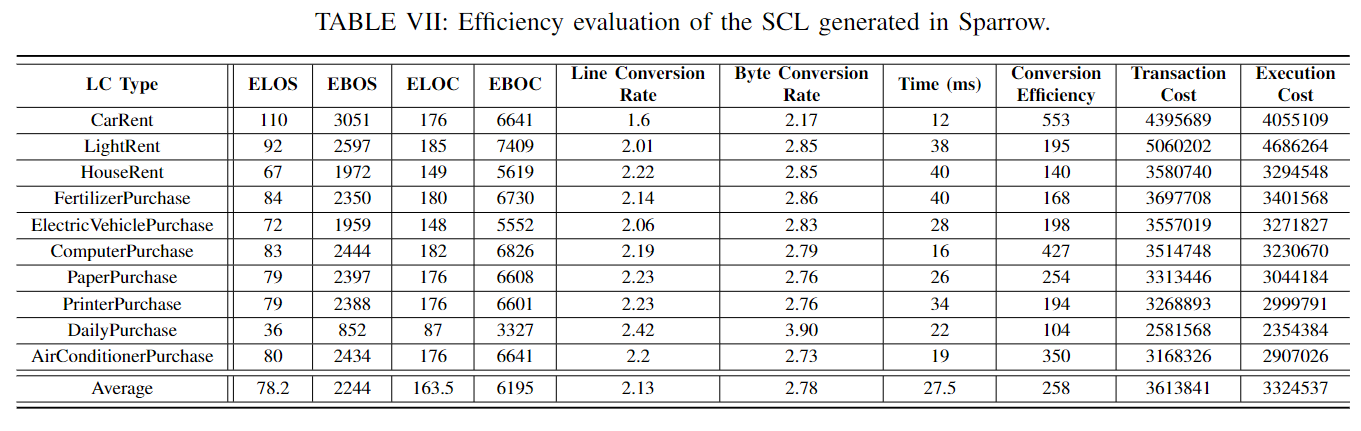 TABLE VII: Efficiency evaluation of the SCL generated in Sparrow.
LC Type ELOS EBOS ELOC EBOC Line Conversion Rate Byte Conversion Rate Time (ms) Conversion Efficiency Transaction Cost Execution Cost
CarRent 110 3051 176 6641 1.6 2.17 12 553 4395689 4055109
LightRent 92 2597 185 7409 2.01 2.85 38 195 5060202 4686264
HouseRent 67 1972 149 5619 2.22 2.85 40 140 3580740 3294548
FertilizerPurchase 84 2350 180 6730 2.14 2.86 40 168 3697708 3401568
ElectricVehiclePurchase 72 1959 148 5552 2.06 2.83 28 198 3557019 3271827
ComputerPurchase 83 2444 182 6826 2.19 2.79 16 427 3514748 3230670
PaperPurchase 79 2397 176 6608 2.23 2.76 26 254 3313446 3044184
PrinterPurchase 79 2388 176 6601 2.23 2.76 34 194 3268893 2999791
DailyPurchase 36 852 87 3327 2.42 3.90 22 104 2581568 2354384
AirConditionerPurchase 80 2434 176 6641 2.2 2.73 19 350 3168326 2907026
Average 78.2 2244 163.5 6195 2.13 2.78 27.5 258 3613841 3324537